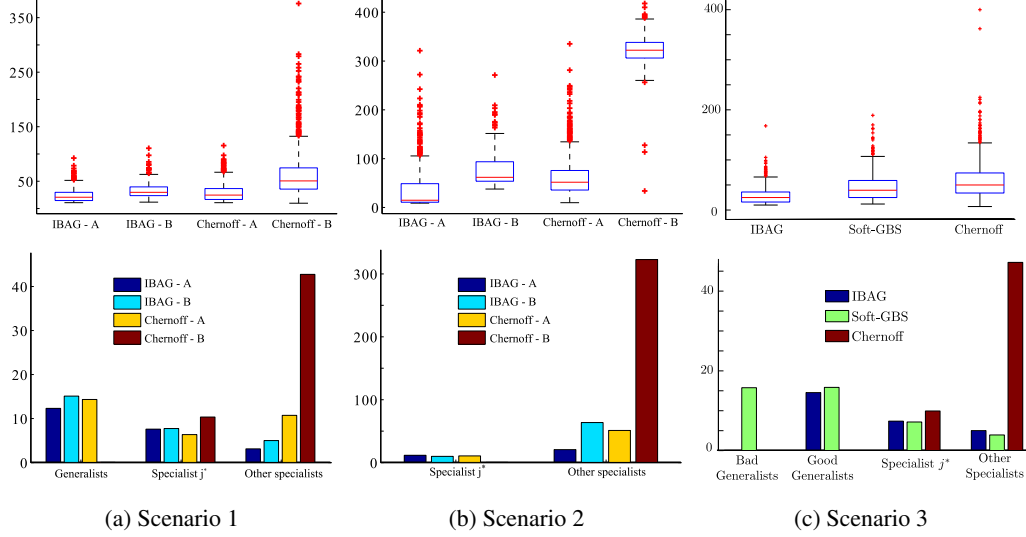 350
250
150
50
IBAG - A IBAG - B Chernoff - A Chernoff - B
400
300
200
100
0
IBAG - A IBAG - B Chernoff - A Chernoff - B
400
200
0
IBAG Soft-GBS Chernoff
40
30
20
10
0
IBAG - A
IBAG - B
Chernoff - A
Chernoff - B
Generalists Specialist j* Other specialists
300
200
100
0
IBAG - A
IBAG - B
Chernoff - A
Chernoff - B
Specialist j* Other specialists
40
20
0
IBAG
Soft-GBS
Chernoff
Bad Generalists
Good Generalists
Specialist j*
Other Specialists
(a) Scenario 1
(b) Scenario 2
(c) Scenario 3